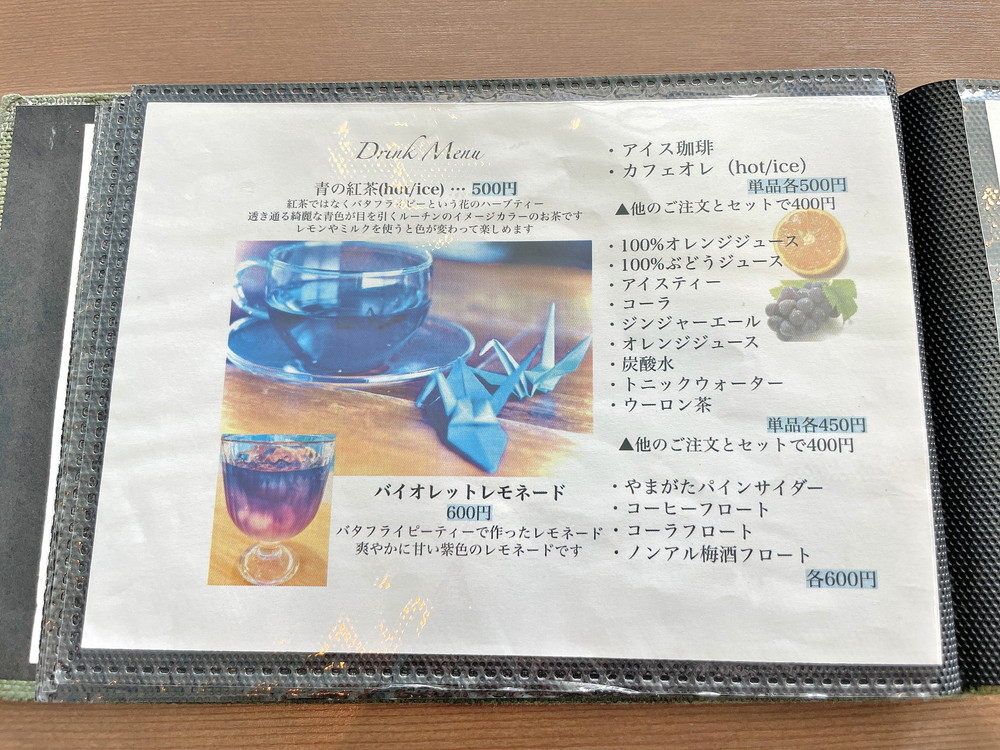 Drink Menu
青の紅茶(hot/ice) … 500円
紅茶ではなくバタフライピーという花のハーブティー
透き通る綺麗な青色が目を引くルーチンのイメージカラーのお茶です
レモンやミルクを使うと色が変わって楽しめます
バイオレットレモネード
600円
バタフライピーティーで作ったレモネード
爽やかに甘い紫色のレモネードです
・アイス珈琲
・カフェオレ（hot/ice）
単品各500円
▲他のご注文とセットで400円
・100%オレンジジュース
・100%ぶどうジュース
・アイスティー
・コーラ
・ジンジャーエール
・オレンジジュース
・炭酸水
・トニックウォーター
・ウーロン茶
単品各450円
▲他のご注文とセットで400円
・やまがたパインサイダー
・コーヒーフロート
・コーラフロート
・ノンアル梅酒フロート
各600円